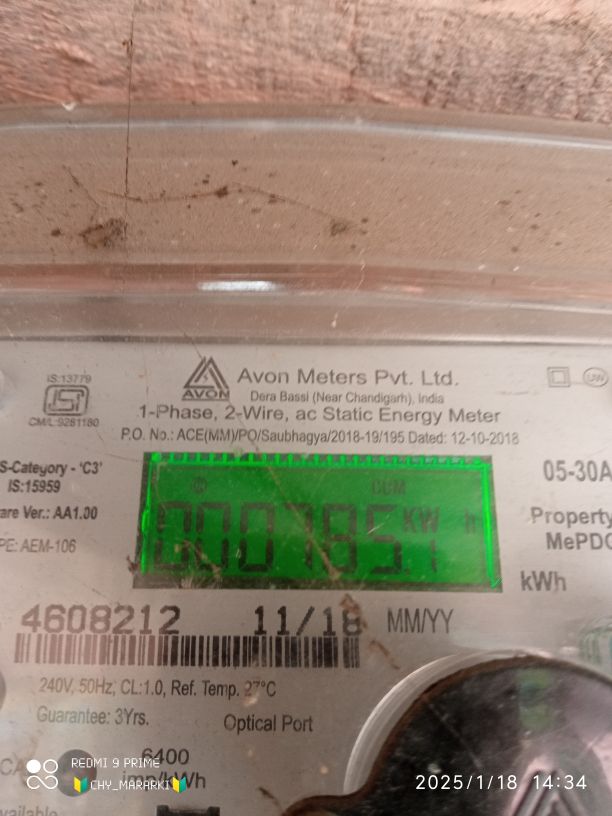 IS:13779
ISI
CM/L:9281180
AVON
Avon Meters Pvt. Ltd.
Dera Bassi (Near Chandigarh), India
1-Phase, 2-Wire, ac Static Energy Meter
P.O. No.: ACE(MM)/PO/Saubhagya/2018-19/195 Dated: 12-10-2018
UW
S-Category - 'C3'
IS:15959
are Ver.: AA1.00
PE: AEM-106
CUM
000785.1 KW h
05-30A
Property
MePDC
kWh
4608212 11/18 MM/YY
240V, 50Hz, CL:1.0, Ref. Temp. 27°C
Guarantee: 3Yrs.
Optical Port
6400
imp/kWh
REDMI 9 PRIME
CHY_MARARKI
2025/1/18 14:34